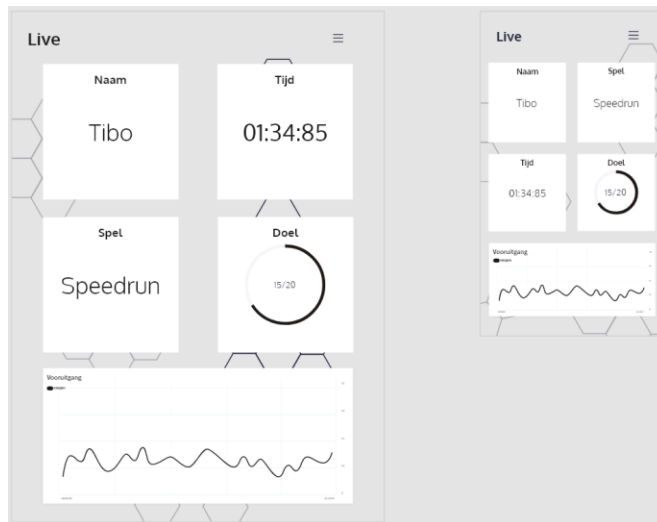 Live
Naam
Tijd
Tibo
01:34:85
Spel
Doel
Speedrun
15/20
Vooruitgang
Live
Naam
Spel
Tibo
Speedrun
Tijd
Doel
01:34:85
15/20
Vooruitgang